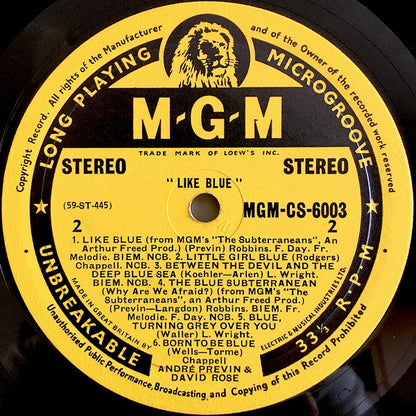 Copyright Record. All rights of the Manufacturer and of the Owner of the recorded work reserved
LONG PLAYING
MICROGROOVE
M-G-M
TRADE MARK OF LOEW'S INC.
STEREO STEREO
"LIKE BLUE"
(59-ST-445) MGM-CS-6003
2 2
1. LIKE BLUE (from MGM's "The Subterraneans", An
Arthur Freed Prod.) (Previn) Robbins. F. Day. Fr.
Melodie. BIEM. NCB. 2. LITTLE GIRL BLUE (Rodgers)
Chappell. NCB. 3. BETWEEN THE DEVIL AND THE
DEEP BLUE SEA (Koehler–Arlen) L. Wright.
BIEM. NCB. 4. THE BLUE SUBTERRANEAN
(Why Are We Afraid?) (from MGM's "The
Subterraneans", an Arthur Freed Prod.)
(Previn—Langdon) Robbins. BIEM. Fr.
Melodie. F. Day. NCB. 5. BLUE,
TURNING GREY OVER YOU
(Waller) L. Wright.
6. BORN TO BE BLUE
(Wells—Torme)
Chappell
ANDRÉ PREVIN &
DAVID ROSE
MADE IN GREAT BRITAIN BY
ELECTRIC & MUSICAL INDUSTRIES LTD.
UNBREAKABLE
33⅓ R.P.M
Unauthorised Public Performance, Broadcasting and Copying of this Record Prohibited